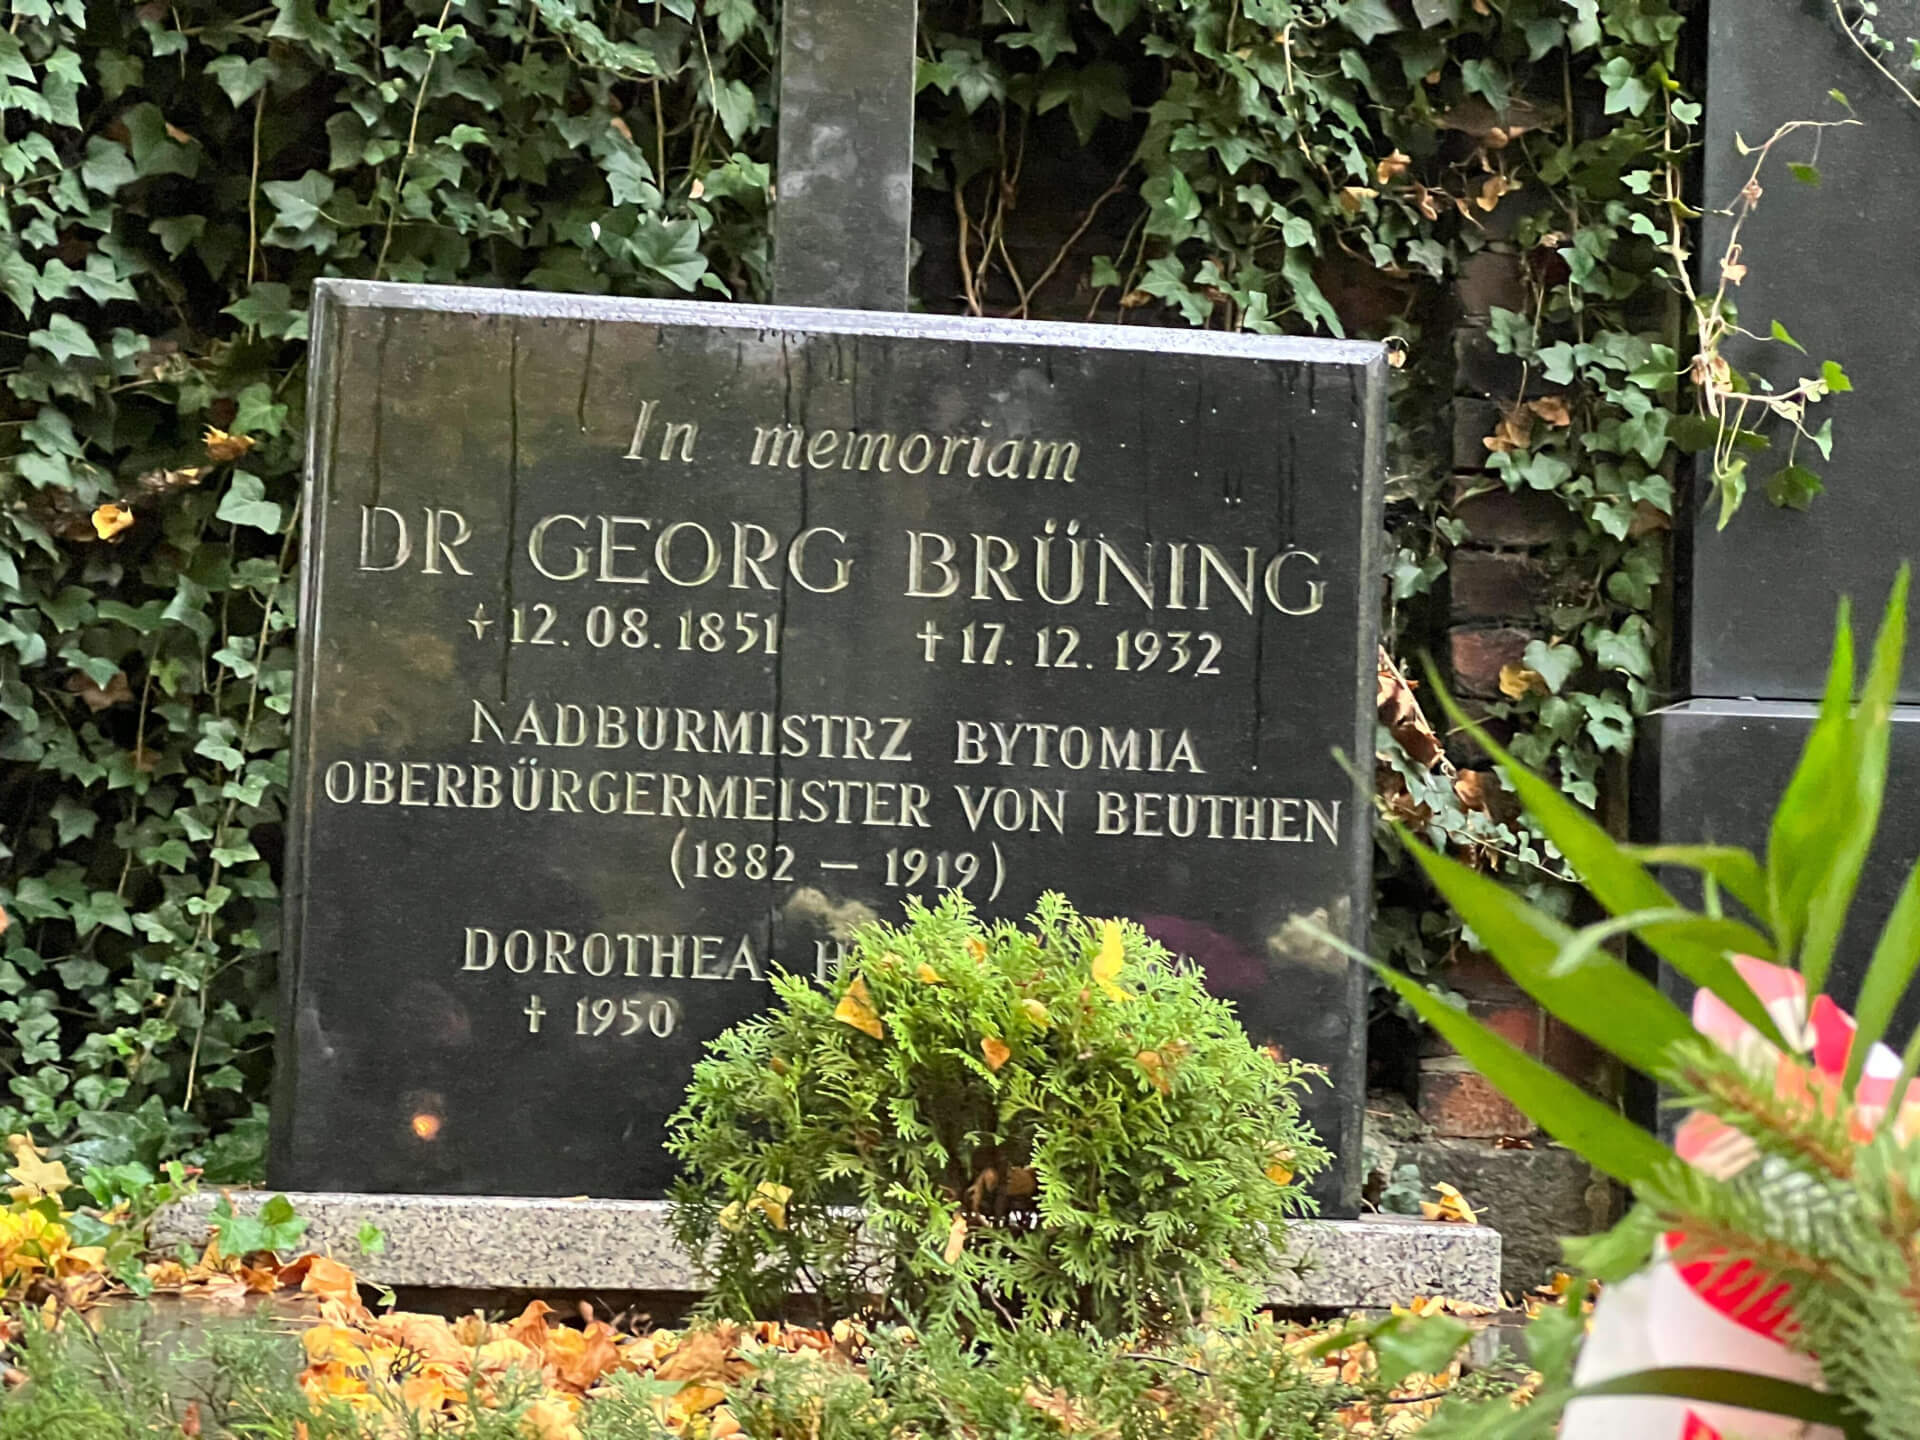 In memoriam
DR GEORG BRÜNING
12.08.1851 † 17.12.1932
NADBURMISTRZ BYTOMIA
OBERBÜRGERMEISTER VON BEUTHEN
(1882 – 1919)
DOROTHEA
† 1950